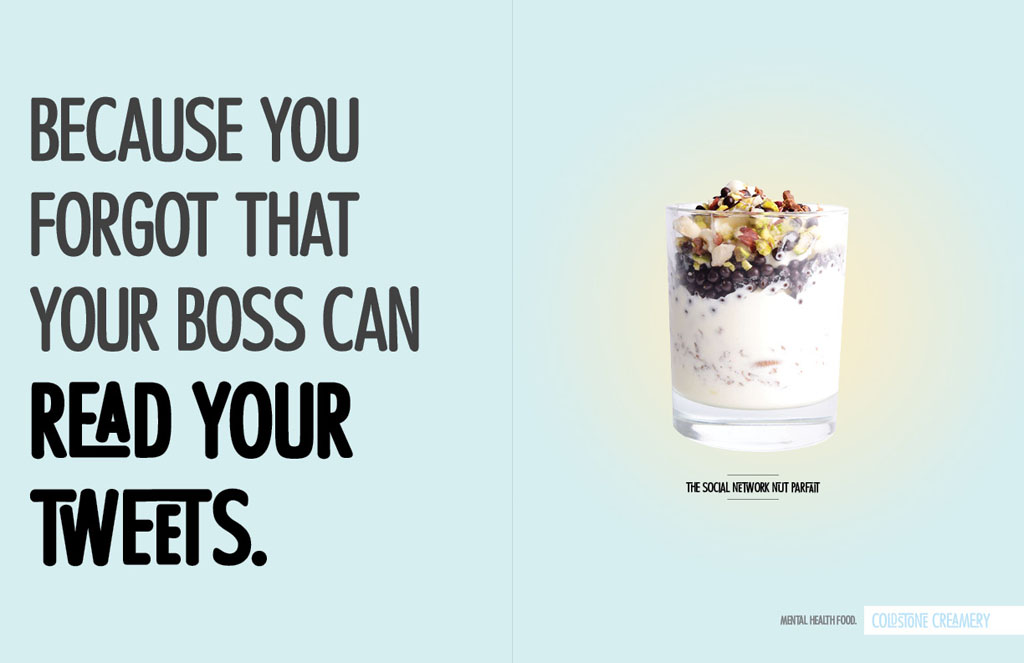 BECAUSE YOU
FORGOT THAT
YOUR BOSS CAN
READ YOUR
TWEETS.
THE SOCIAL NETWORK NUT PARFAIT
MENTAL HEALTH FOOD.
COLDSTONE CREAMERY